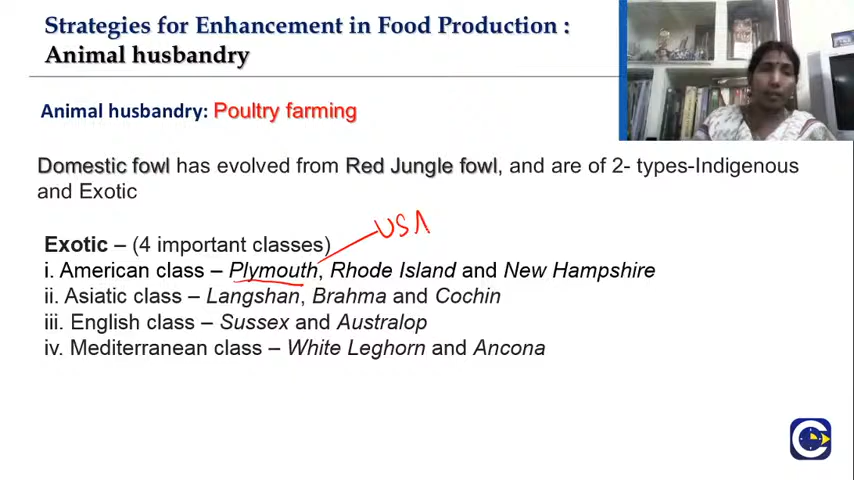 Strategies for Enhancement in Food Production :
Animal husbandry
Animal husbandry: Poultry farming
Domestic fowl has evolved from Red Jungle fowl, and are of 2- types-Indigenous
and Exotic
USA
Exotic – (4 important classes)
i. American class – Plymouth, Rhode Island and New Hampshire
ii. Asiatic class – Langshan, Brahma and Cochin
iii. English class – Sussex and Australop
iv. Mediterranean class – White Leghorn and Ancona